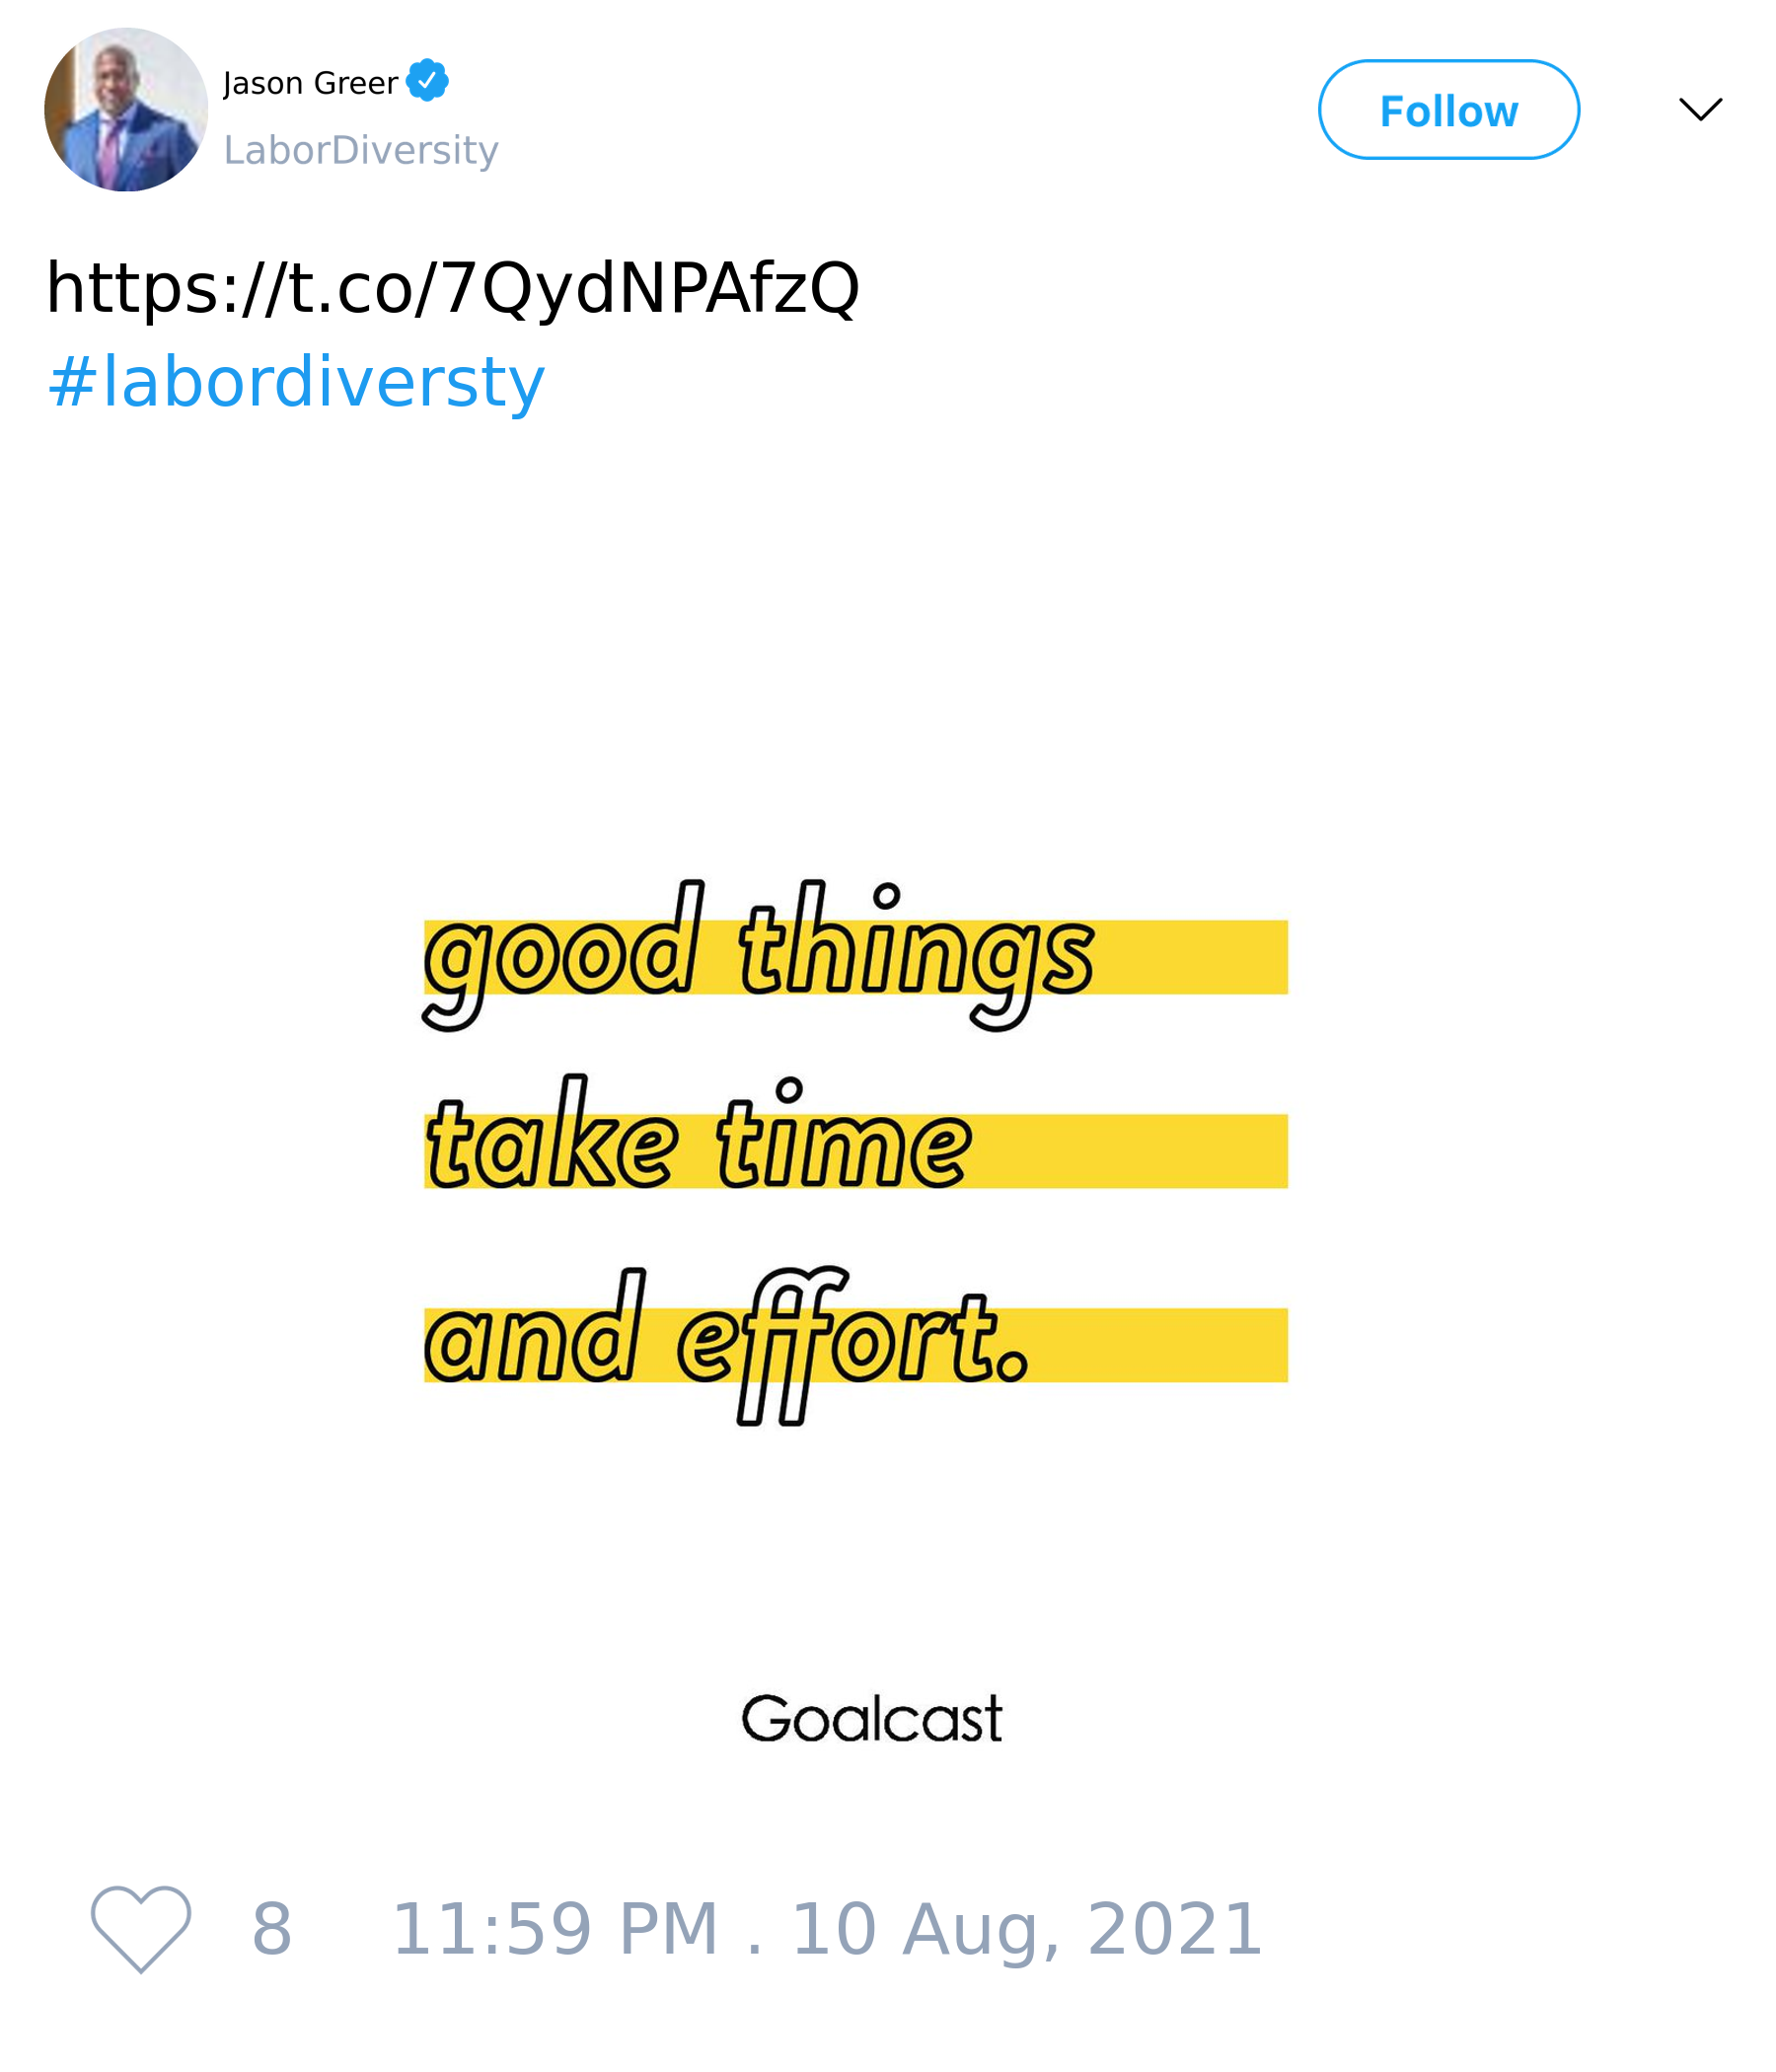 Jason Greer
LaborDiversity
Follow
https://t.co/7QydNPAfzQ
#labordiversty
good things
take time
and effort.
Goalcast
8 11:59 PM . 10 Aug, 2021